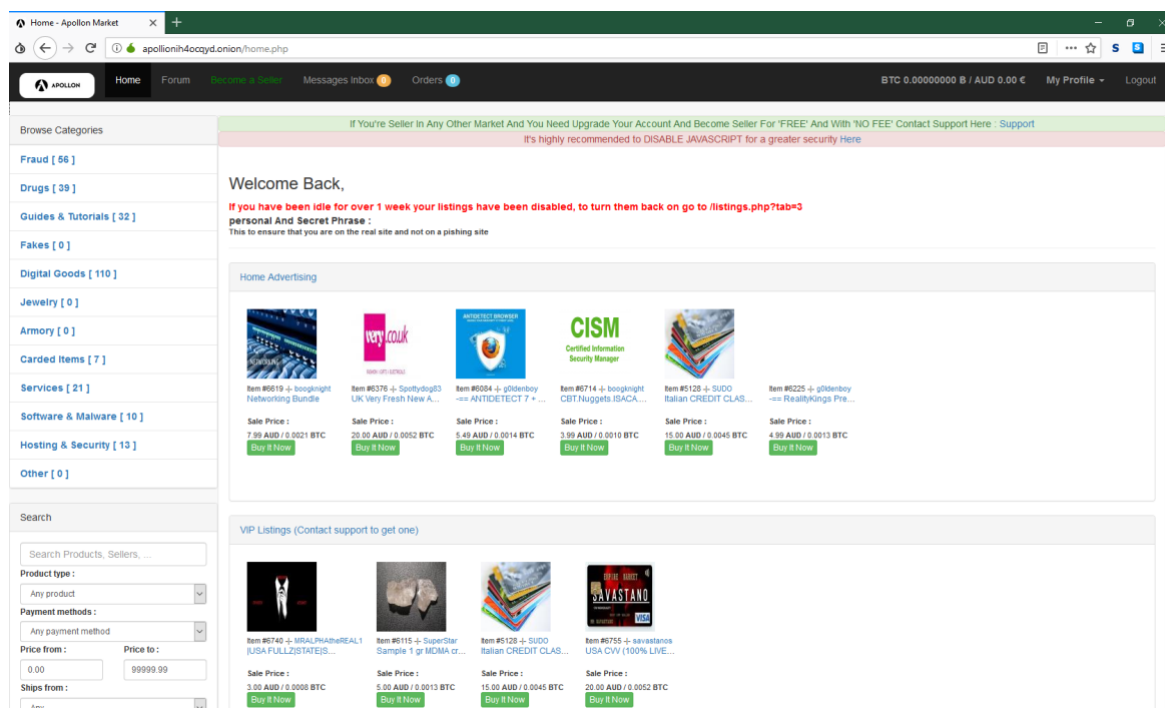 Home - Apollon Market
apollionih4ocqyd.onion/home.php
APOLLON
Home
Forum
Become a Seller
Messages Inbox 0
Orders 0
BTC 0.00000000 B / AUD 0.00 €
My Profile
Logout
Browse Categories
Fraud [ 56 ]
Drugs [ 39 ]
Guides & Tutorials [ 32 ]
Fakes [ 0 ]
Digital Goods [ 110 ]
Jewelry [ 0 ]
Armory [ 0 ]
Carded Items [ 7 ]
Services [ 21 ]
Software & Malware [ 10 ]
Hosting & Security [ 13 ]
Other [ 0 ]
Search
Search Products, Sellers, ...
Product type :
Any product
Payment methods :
Any payment method
Price from :
Price to :
0.00
99999.99
Ships from :
Any
If You're Seller In Any Other Market And You Need Upgrade Your Account And Become Seller For 'FREE' And With 'NO FEE' Contact Support Here : Support
It's highly recommended to DISABLE JAVASCRIPT for a greater security Here
Welcome Back,
If you have been idle for over 1 week your listings have been disabled, to turn them back on go to /listings.php?tab=3
personal And Secret Phrase :
This to ensure that you are on the real site and not on a pishing site
Home Advertising
NETWORKING
very.co.uk
ANTIDETECT BROWSER
CISM
Certified Information
Security Manager
Item #6619 -|- boogknight
Networking Bundle
Sale Price :
7.99 AUD / 0.0021 BTC
Buy It Now
Item #6376 -|- Spottydog83
UK Very Fresh New A...
Sale Price :
20.00 AUD / 0.0052 BTC
Buy It Now
Item #6084 -|- g0ldenboy
-== ANTIDETECT 7 + ...
Sale Price :
5.49 AUD / 0.0014 BTC
Buy It Now
Item #6714 -|- boogknight
CBT.Nuggets.ISACA...
Sale Price :
3.99 AUD / 0.0010 BTC
Buy It Now
Item #5128 -|- SUDO
Italian CREDIT CLAS...
Sale Price :
15.00 AUD / 0.0045 BTC
Buy It Now
Item #6225 -|- g0ldenboy
-== RealityKings Pre...
Sale Price :
4.99 AUD / 0.0013 BTC
Buy It Now
VIP Listings (Contact support to get one)
EMPIRE MARKET
SAVASTANO
VISA
Item #6740 -|- MRALPHAtheREAL1
|USA FULLZ|STATE|S...
Sale Price :
3.00 AUD / 0.0008 BTC
Buy It Now
Item #6115 -|- SuperStar
Sample 1 gr MDMA cr...
Sale Price :
5.00 AUD / 0.0013 BTC
Buy It Now
Item #5128 -|- SUDO
Italian CREDIT CLAS...
Sale Price :
15.00 AUD / 0.0045 BTC
Buy It Now
Item #6755 -|- savastanos
USA CVV (100% LIVE...
Sale Price :
20.00 AUD / 0.0052 BTC
Buy It Now